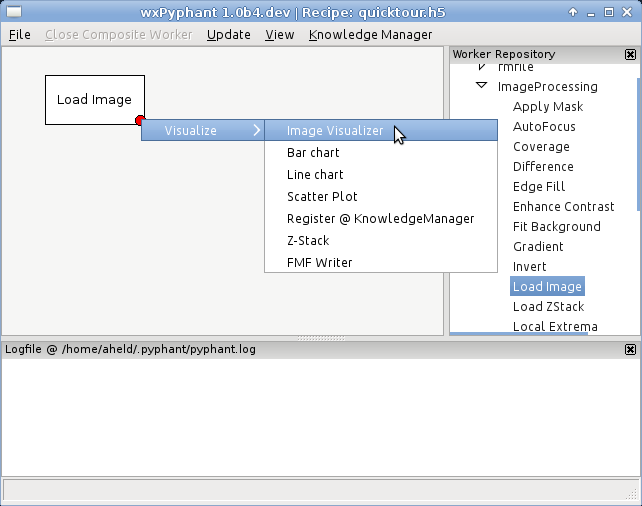 wxPyphant 1.0b4.dev | Recipe: quicktour.h5
File Close Composite Worker Update View Knowledge Manager
Worker Repository
fmfile
ImageProcessing
Apply Mask
AutoFocus
Coverage
Difference
Edge Fill
Enhance Contrast
Fit Background
Gradient
Invert
Load Image
Load ZStack
Local Extrema
Load Image
Visualize
Image Visualizer
Bar chart
Line chart
Scatter Plot
Register @ KnowledgeManager
Z-Stack
FMF Writer
Logfile @ /home/aheld/.pyphant/pyphant.log